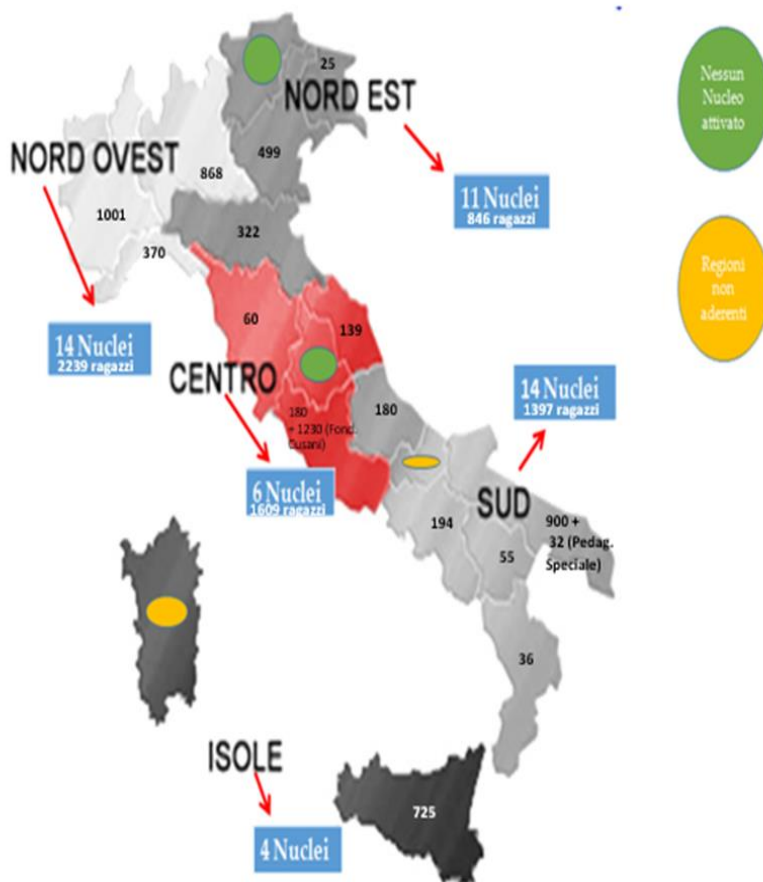 25
NORD EST
499
NORD OVEST
868
1001
370
322
11 Nuclei
846 ragazzi
Nessun
Nucleo
attivato
Regioni
non
aderenti
60
139
14 Nuclei
2239 ragazzi
CENTRO
180
+ 1230 (Fond.
Cusani)
180
14 Nuclei
1397 ragazzi
6 Nuclei
1609 ragazzi
SUD
194
55
900 +
32 (Pedag.
Speciale)
36
ISOLE
725
4 Nuclei